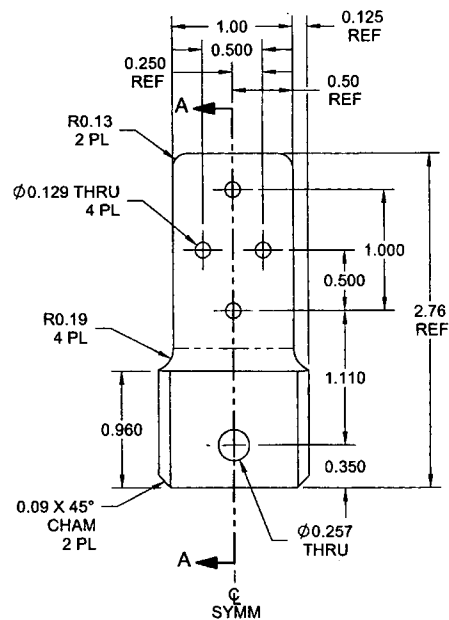 1.00
0.125
REF
0.500
0.250
REF
0.50
REF
A
R0.13
2 PL
Ø0.129 THRU
4 PL
1.000
0.500
2.76
REF
R0.19
4 PL
1.110
0.960
0.350
0.09 X 45°
CHAM
2 PL
Ø0.257
THRU
A
℄
SYMM